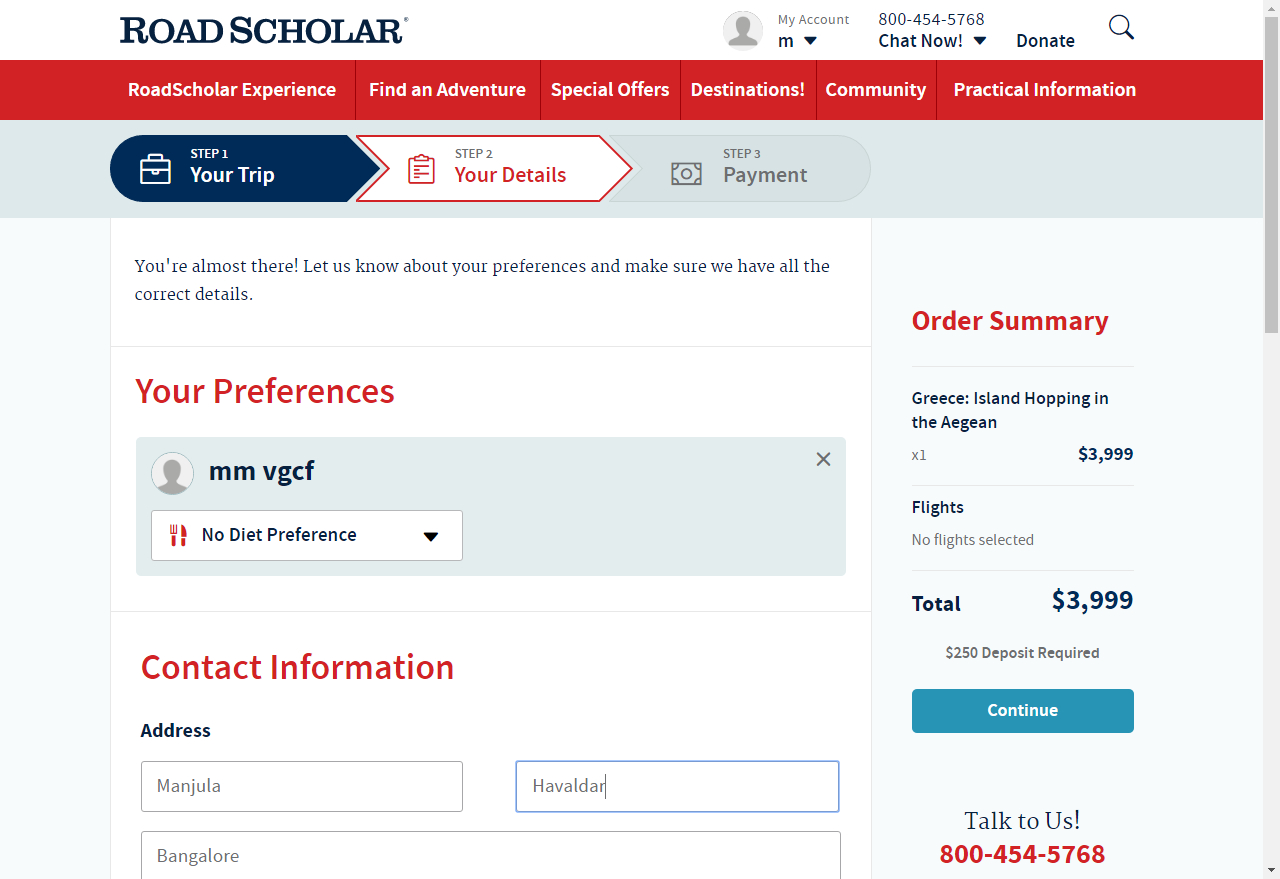 ROAD SCHOLAR®
My Account
m
800-454-5768
Chat Now!
Donate
RoadScholar Experience
Find an Adventure
Special Offers
Destinations!
Community
Practical Information
STEP 1
Your Trip
STEP 2
Your Details
STEP 3
Payment
You're almost there! Let us know about your preferences and make sure we have all the
correct details.
Your Preferences
mm vgcf
No Diet Preference
Contact Information
Address
Manjula
Havaldar
Bangalore
Order Summary
Greece: Island Hopping in
the Aegean
x1 $3,999
Flights
No flights selected
Total $3,999
$250 Deposit Required
Continue
Talk to Us!
800-454-5768